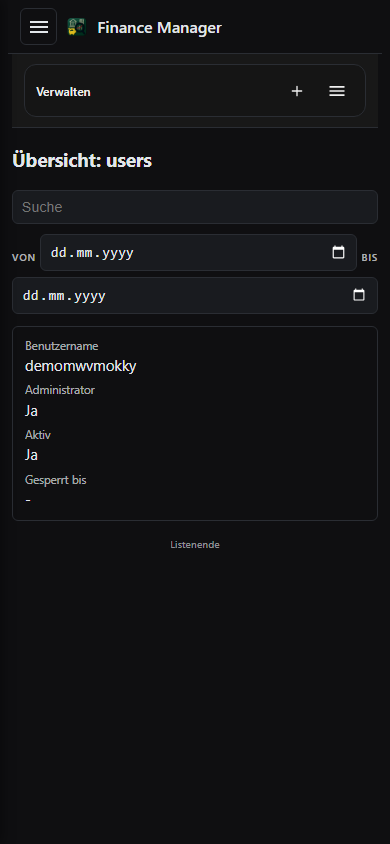 Finance Manager
Verwalten
Übersicht: users
Suche
VON dd.mm.yyyy BIS
dd.mm.yyyy
Benutzername
demomwvmokky
Administrator
Ja
Aktiv
Ja
Gesperrt bis
-
Listenende